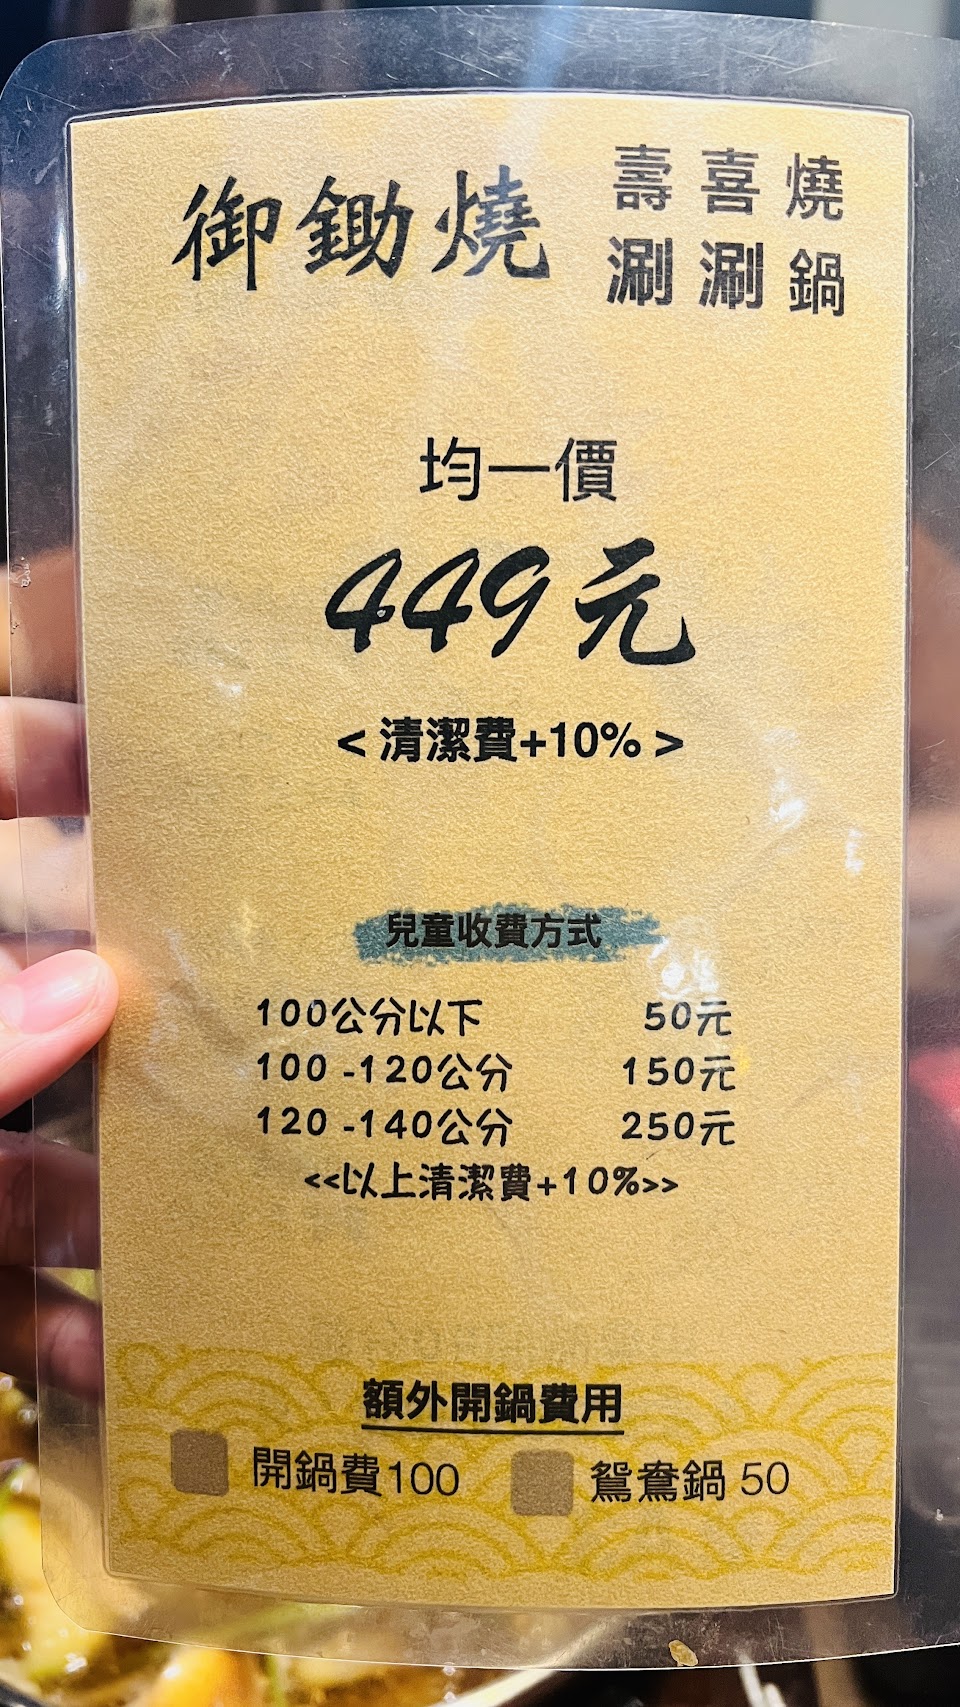 御鋤燒
壽喜燒
涮涮鍋
均一價
449元
<清潔費+10%>
兒童收費方式
100公分以下 50元
100-120公分 150元
120-140公分 250元
<<以上清潔費+10%>>
額外開鍋費用
開鍋費100 鴛鴦鍋 50